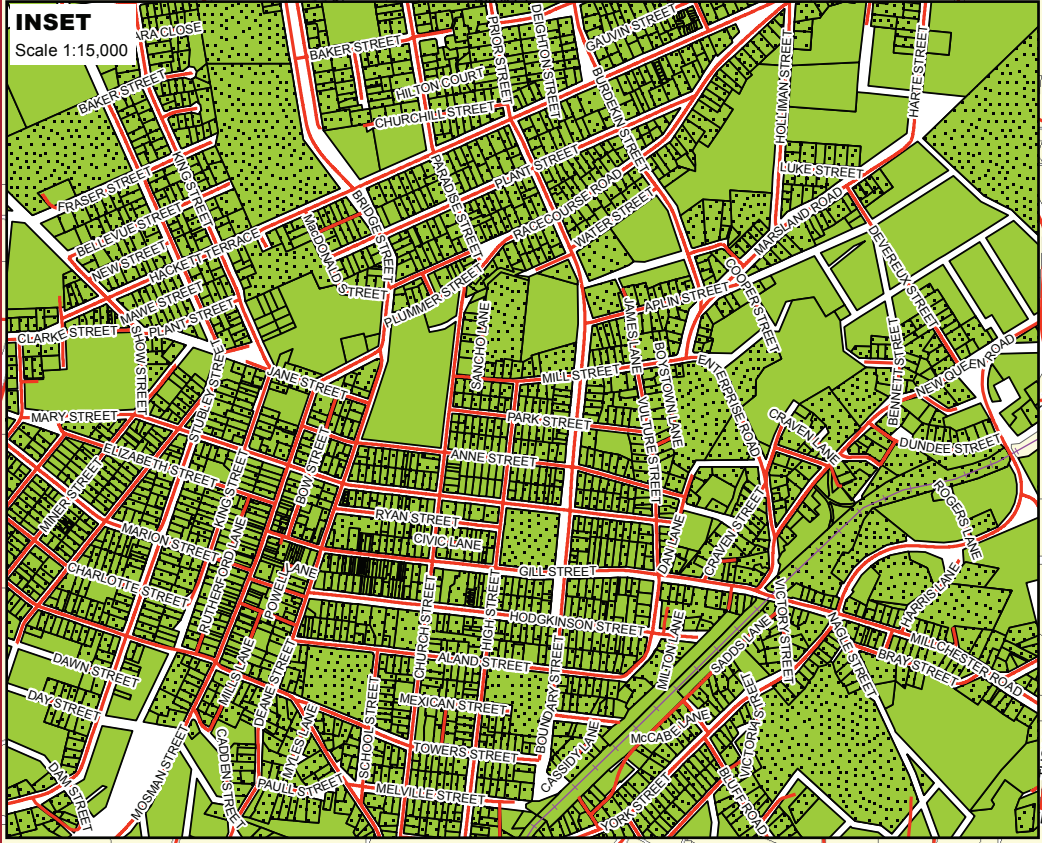 INSET
Scale 1:15,000
ARA CLOSE
BAKER STREET
BAKER STREET
PRIOR STREET
DEIGHTON STREET
GAUVIN STREET
HILTON COURT
CHURCHILL STREET
BURDEKIN STREET
HOLLIMAN STREET
HARTE STREET
KING STREET
FRASER STREET
BELLEVUE STREET
NEW STREET
HACKETT TERRACE
MAWE STREET
PLANT STREET
CLARKE STREET
SHOW STREET
MacDONALD STREET
BRIDGE STREET
PARADISE STREET
PLANT STREET
RACECOURSE ROAD
WATER STREET
PLUMMER STREET
LUKE STREET
MARSLAND ROAD
DEVEREUX STREET
COOPER STREET
APLIN STREET
JANES LANE
BOYSTOWN LANE
SANCHO LANE
MILL STREET
ENTERPRISE ROAD
BENNETT STREET
NEW QUEEN ROAD
JANE STREET
STUBLEY STREET
MARY STREET
PARK STREET
VULTURE STREET
CRAVEN LANE
DUNDEE STREET
ELIZABETH STREET
BOW STREET
ANNE STREET
KING STREET
MINER STREET
RYAN STREET
CIVIC LANE
CRAVEN STREET
DAN LANE
ROGERS LANE
MARION STREET
CHARLOTTE STREET
RUTHERFORD LANE
POWELL LANE
GILL STREET
CHURCH STREET
HIGH STREET
HODGKINSON STREET
HARRIS LANE
VICTORY STREET
NAGLE STREET
MILLCHESTER ROAD
BRAY STREET
MILTON LANE
SAODS LANE
ALAND STREET
BOUNDARY STREET
DAWN STREET
DAY STREET
MILLS LANE
DEANE STREET
MYLES LANE
SCHOOL STREET
MEXICAN STREET
McCABE LANE
VICTORIA STREET
CASSIDY LANE
TOWERS STREET
MOSMAN STREET
CADDEN STREET
PAULL STREET
MELVILLE STREET
YORK STREET
BUFF ROAD
DAM STREET